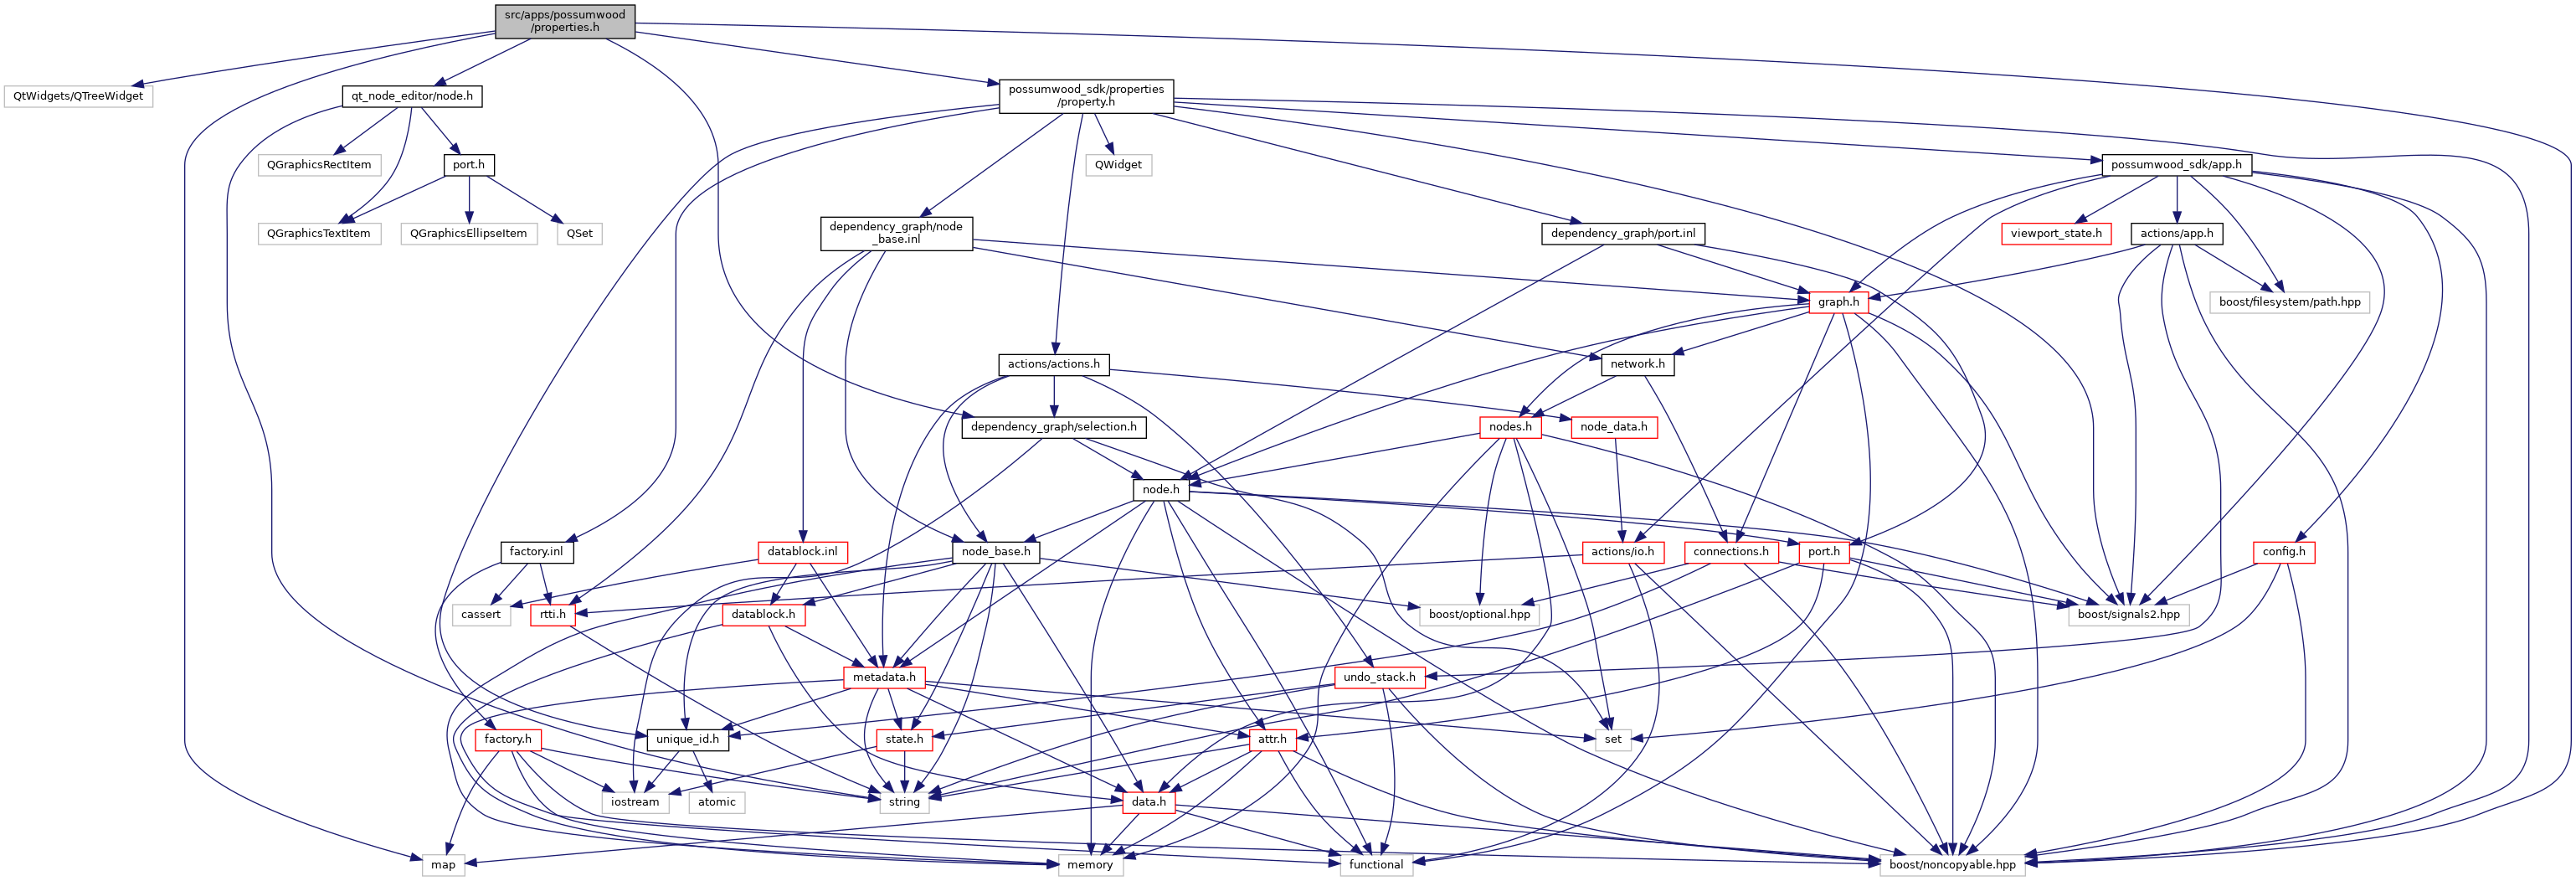 src/apps/possumwood
/properties.h
QtWidgets/QTreeWidget
qt_node_editor/node.h
possumwood_sdk/properties
/property.h
QGraphicsRectItem
port.h
QWidget
possumwood_sdk/app.h
QGraphicsTextItem
QGraphicsEllipseItem
QSet
dependency_graph/node
_base.inl
dependency_graph/port.inl
viewport_state.h
actions/app.h
graph.h
boost/filesystem/path.hpp
actions/actions.h
network.h
dependency_graph/selection.h
nodes.h
node_data.h
node.h
factory.inl
datablock.inl
node_base.h
actions/io.h
connections.h
port.h
config.h
cassert
rtti.h
datablock.h
boost/optional.hpp
boost/signals2.hpp
metadata.h
undo_stack.h
factory.h
unique_id.h
state.h
attr.h
set
iostream
atomic
string
data.h
map
memory
functional
boost/noncopyable.hpp